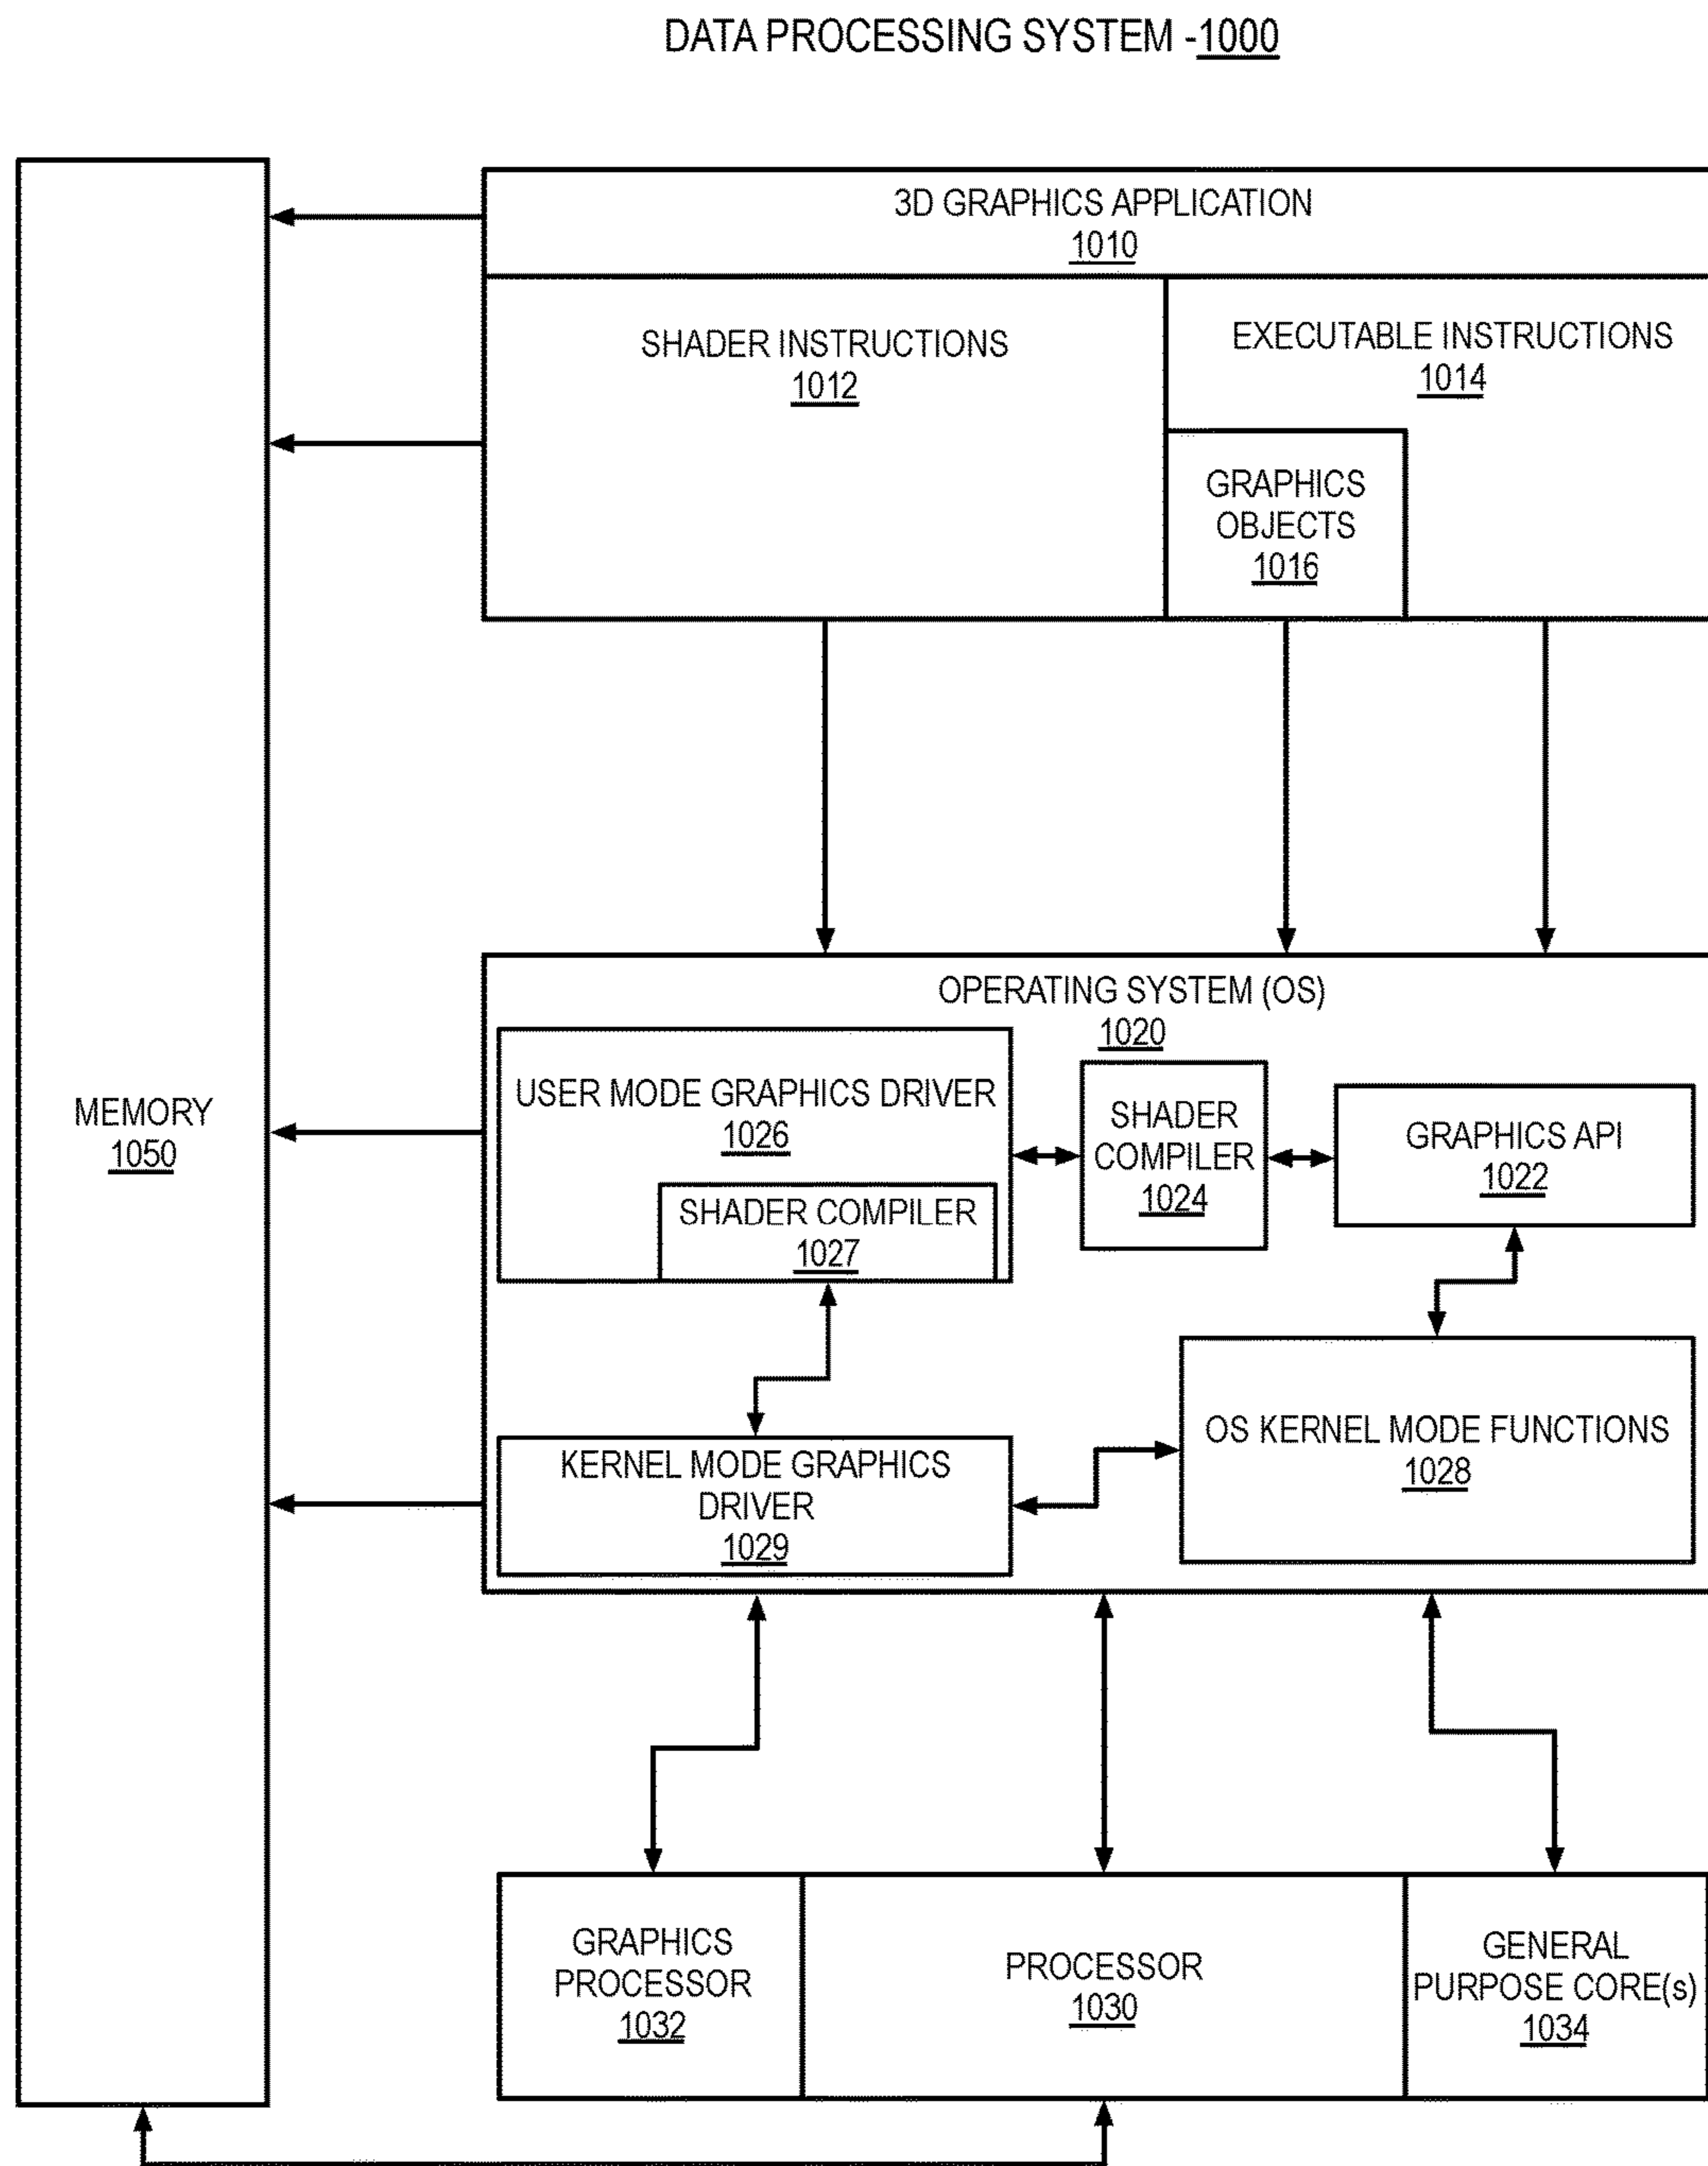 DATA PROCESSING SYSTEM -1000
3D GRAPHICS APPLICATION
1010
SHADER INSTRUCTIONS
1012
EXECUTABLE INSTRUCTIONS
1014
GRAPHICS
OBJECTS
1016
MEMORY
1050
OPERATING SYSTEM (OS)
1020
USER MODE GRAPHICS DRIVER
1026
SHADER COMPILER
1027
SHADER
COMPILER
1024
GRAPHICS API
1022
KERNEL MODE GRAPHICS
DRIVER
1029
OS KERNEL MODE FUNCTIONS
1028
GRAPHICS
PROCESSOR
1032
PROCESSOR
1030
GENERAL
PURPOSE CORE(s)
1034